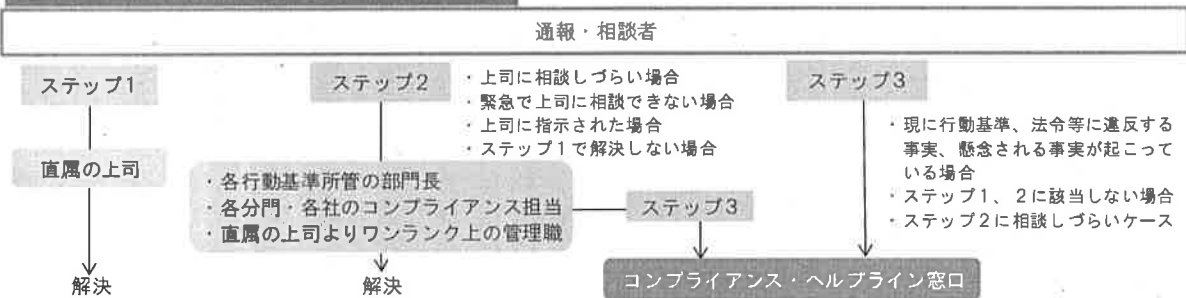 通報・相談者
ステップ1
直属の上司
解決
ステップ2
・上司に相談しづらい場合
・緊急で上司に相談できない場合
・上司に指示された場合
・ステップ1で解決しない場合
・各行動基準所管の部門長
・各分門・各社のコンプライアンス担当
・直属の上司よりワンランク上の管理職
解決
ステップ3
ステップ3
・現に行動基準、法令等に違反する
事実、懸念される事実が起こって
いる場合
・ステップ1、2に該当しない場合
・ステップ2に相談しづらいケース
コンプライアンス・ヘルプライン窓口